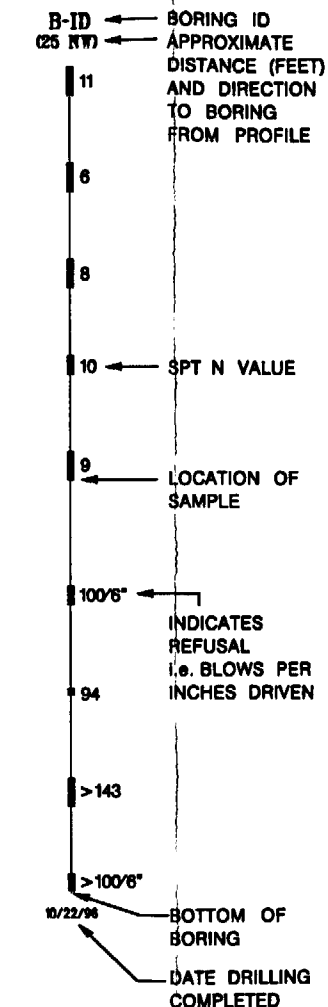 B-ID BORING ID
(25 NW) APPROXIMATE
DISTANCE (FEET)
AND DIRECTION
TO BORING
FROM PROFILE
11
6
8
10 SPT N VALUE
9
LOCATION OF
SAMPLE
100/6"
INDICATES
REFUSAL
i.e. BLOWS PER
INCHES DRIVEN
94
>143
>100/6"
10/22/96
BOTTOM OF
BORING
DATE DRILLING
COMPLETED